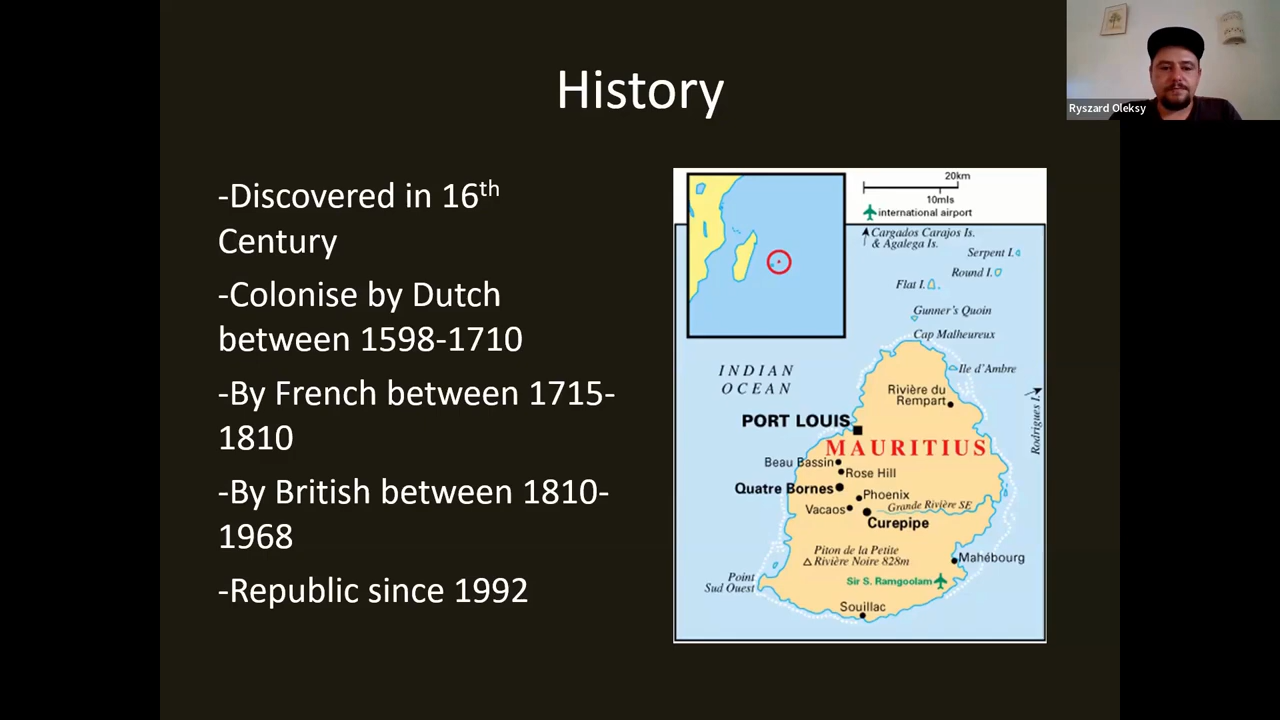 History
Ryszard Oleksy
-Discovered in 16th
Century
-Colonise by Dutch
between 1598-1710
-By French between 1715-
1810
-By British between 1810-
1968
-Republic since 1992
20km
10mls
international airport
Cargados Carajos Is.
& Agalega Is.
Serpent I.
Round I.
Flat I.
Gunner's Quoin
Cap Malheureux
INDIAN
OCEAN
Ile d'Ambre
Rivière du
Rempart
Rodrigues I.
PORT LOUIS
MAURITIUS
Beau Bassin
Rose Hill
Quatre Bornes
Phoenix
Vacaos
Grande Rivière SE
Curepipe
Piton de la Petite
Rivière Noire 828m
Mahébourg
Point
Sud Ouest
Sir S. Ramgoolam
Souillac